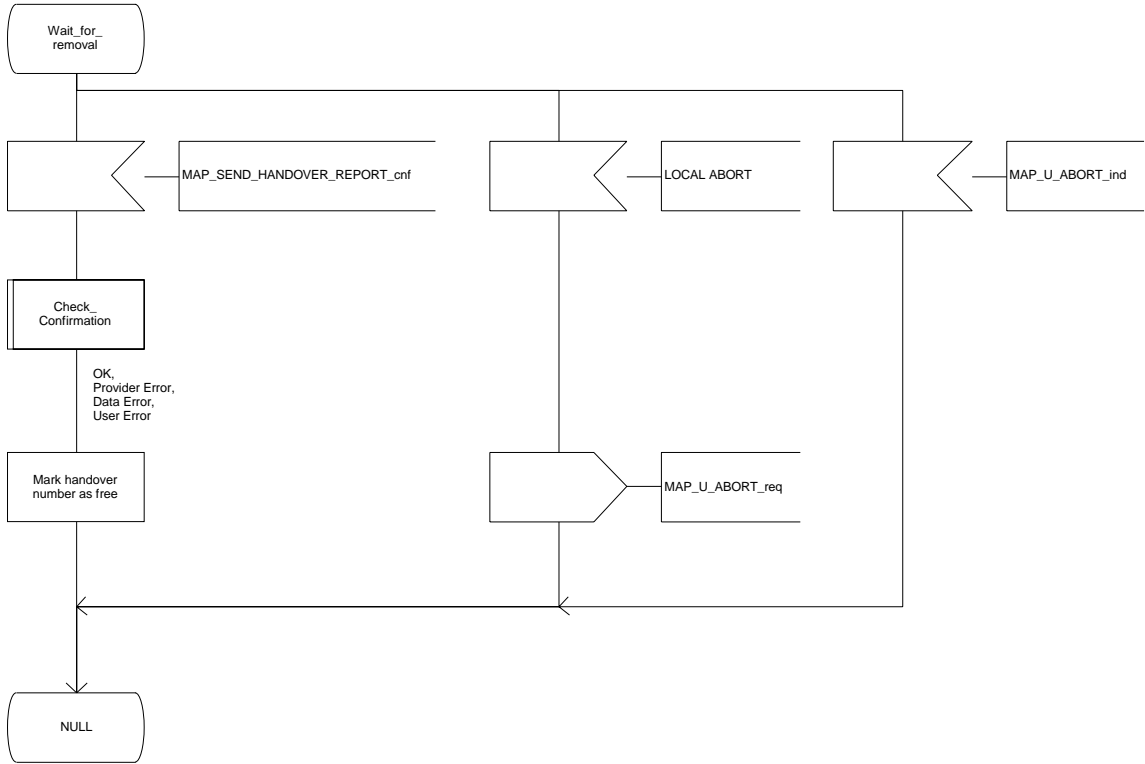 Wait_for_
removal
MAP_SEND_HANDOVER_REPORT_cnf
LOCAL ABORT
MAP_U_ABORT_ind
Check_
Confirmation
OK,
Provider Error,
Data Error,
User Error
Mark handover
number as free
MAP_U_ABORT_req
NULL